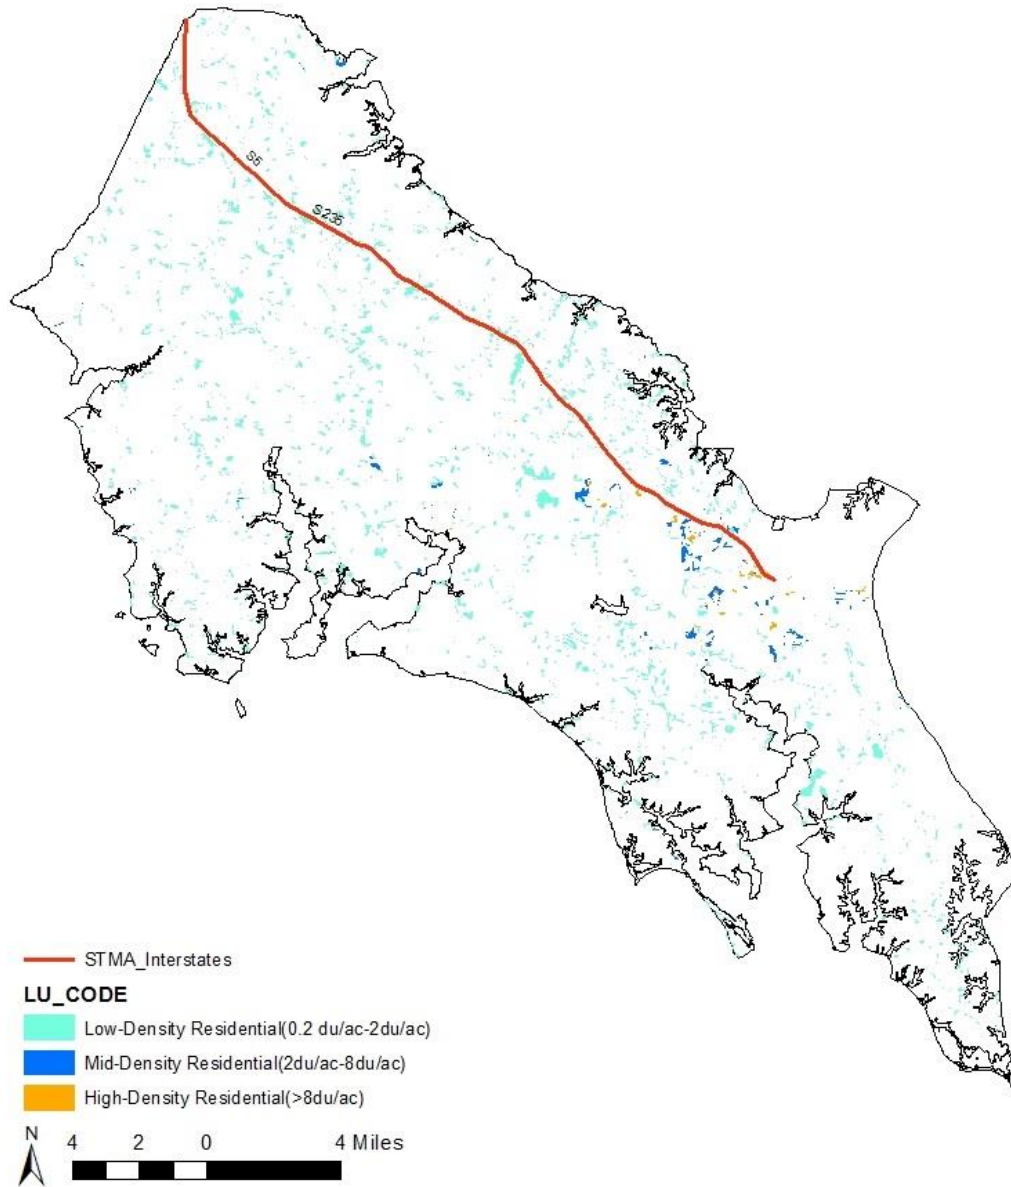 S5
S235
STMA_Interstates
LU_CODE
Low-Density Residential(0.2 du/ac-2du/ac)
Mid-Density Residential(2du/ac-8du/ac)
High-Density Residential(>8du/ac)
N
4 2 0 4 Miles